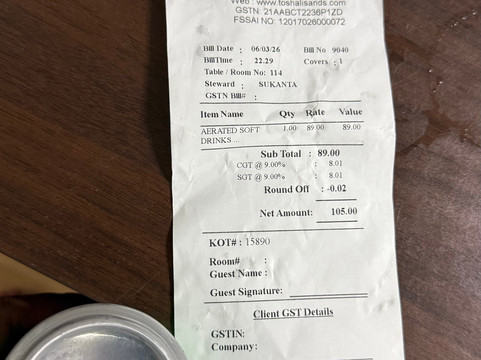 Web : www.toshalisands.com
GSTN: 21AABCT2236P1ZD
FSSAI NO: 12017026000072
Bill Date : 06/03/26 Bill No 9040
BillTime : 22.29 Covers : 1
Table / Room No: 114
Steward : SUKANTA
GSTN Bill# :
Item Name Qty Rate Value
AERATED SOFT 1.00 89.00 89.00
DRINKS ...
Sub Total : 89.00
CGT @ 9.00% : 8.01
SGT @ 9.00% : 8.01
Round Off : -0.02
Net Amount: 105.00
KOT# : 15890
Room# :
Guest Name :
Guest Signature:
Client GST Details
GSTIN:
Company: